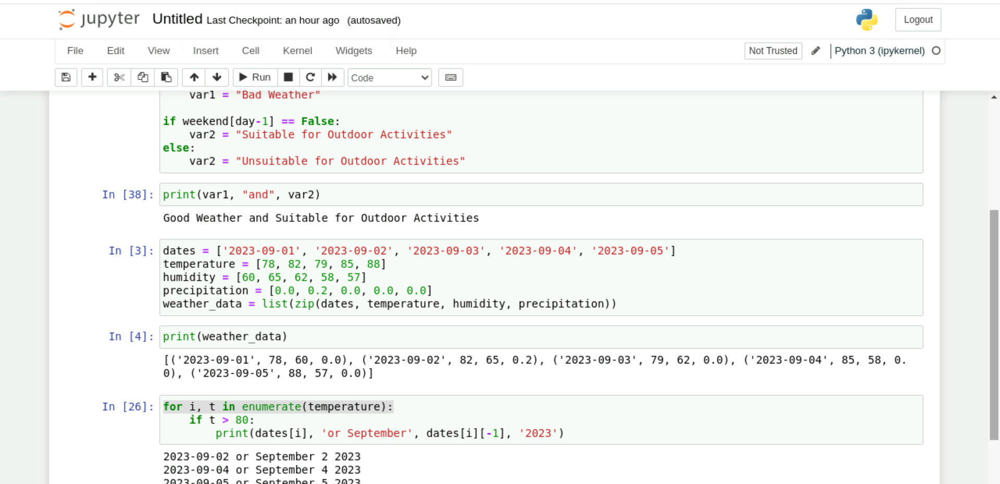 jupyter Untitled Last Checkpoint: an hour ago (autosaved) Logout
File Edit View Insert Cell Kernel Widgets Help Not Trusted Python 3 (ipykernel)
Run Code
    var1 = "Bad Weather"
if weekend[day-1] == False:
    var2 = "Suitable for Outdoor Activities"
else:
    var2 = "Unsuitable for Outdoor Activities"
In [38]: print(var1, "and", var2)
Good Weather and Suitable for Outdoor Activities
In [3]: dates = ['2023-09-01', '2023-09-02', '2023-09-03', '2023-09-04', '2023-09-05']
temperature = [78, 82, 79, 85, 88]
humidity = [60, 65, 62, 58, 57]
precipitation = [0.0, 0.2, 0.0, 0.0, 0.0]
weather_data = list(zip(dates, temperature, humidity, precipitation))
In [4]: print(weather_data)
[('2023-09-01', 78, 60, 0.0), ('2023-09-02', 82, 65, 0.2), ('2023-09-03', 79, 62, 0.0), ('2023-09-04', 85, 58, 0.
0), ('2023-09-05', 88, 57, 0.0)]
In [26]: for i, t in enumerate(temperature):
    if t > 80:
        print(dates[i], 'or September', dates[i][-1], '2023')
2023-09-02 or September 2 2023
2023-09-04 or September 4 2023
2023-09-05 or September 5 2023